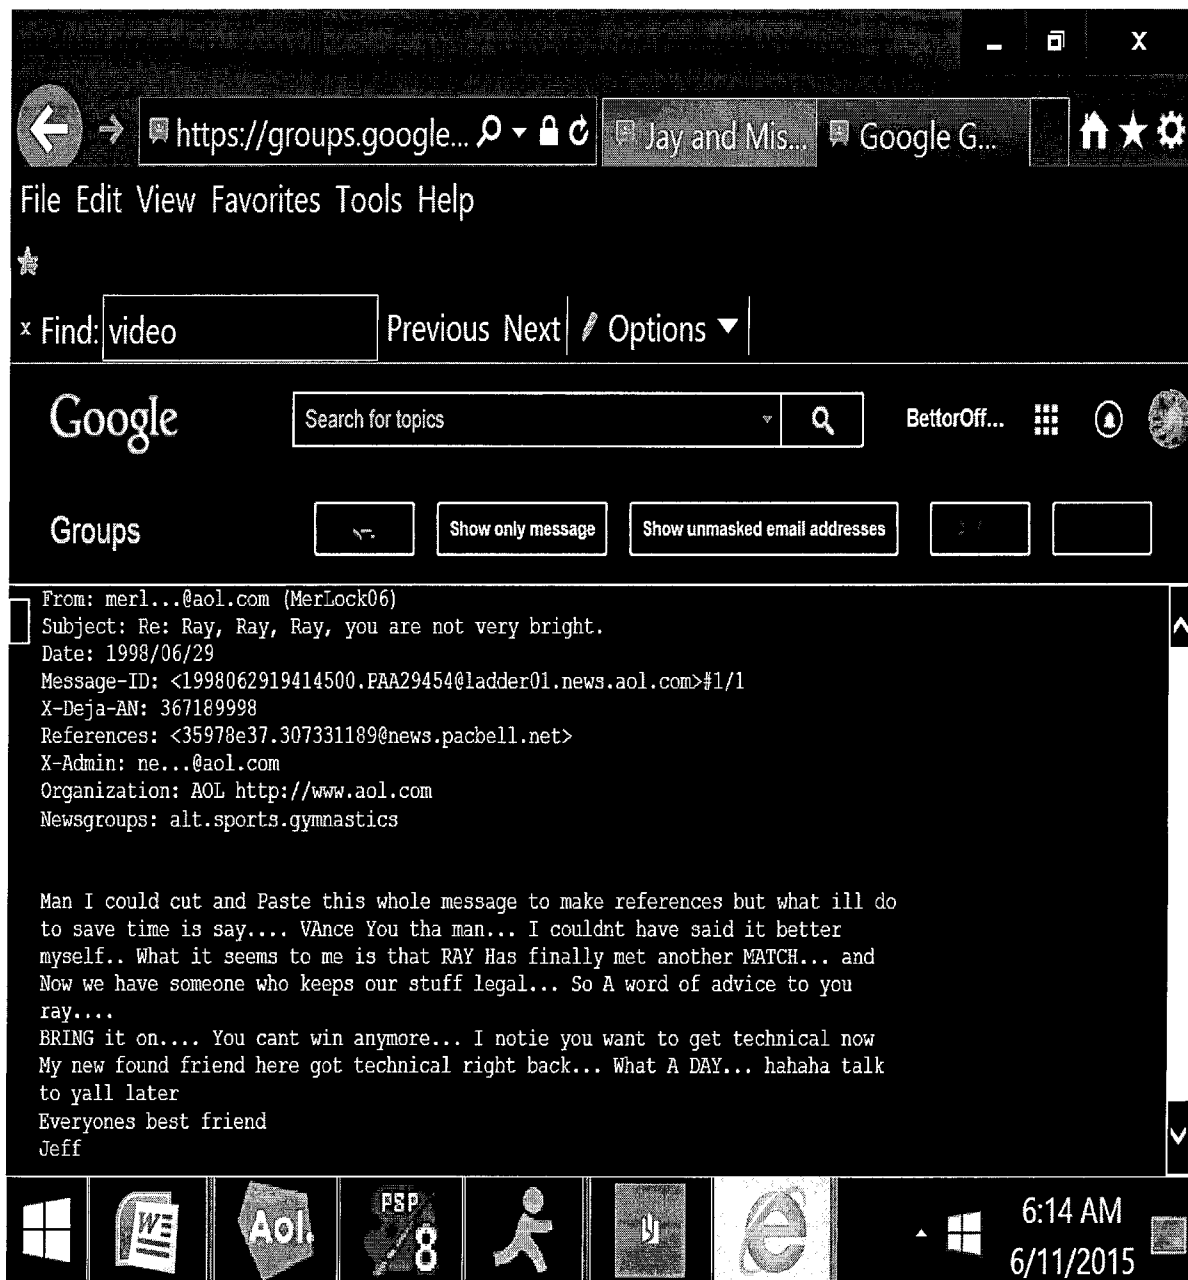 X
https://groups.google... Jay and Mis... Google G...
File Edit View Favorites Tools Help
x Find: video Previous Next Options
Google Search for topics BettorOff...
Groups Show only message Show unmasked email addresses
From: merl...@aol.com (MerLock06)
Subject: Re: Ray, Ray, Ray, you are not very bright.
Date: 1998/06/29
Message-ID: <1998062919414500.PAA29454@ladder01.news.aol.com>#1/1
X-Deja-AN: 367189998
References: <35978e37.307331189@news.pacbell.net>
X-Admin: ne...@aol.com
Organization: AOL http://www.aol.com
Newsgroups: alt.sports.gymnastics
Man I could cut and Paste this whole message to make references but what ill do
to save time is say.... VAnce You tha man... I couldnt have said it better
myself.. What it seems to me is that RAY Has finally met another MATCH... and
Now we have someone who keeps our stuff legal... So A word of advice to you
ray....
BRING it on.... You cant win anymore... I notie you want to get technical now
My new found friend here got technical right back... What A DAY... hahaha talk
to yall later
Everyones best friend
Jeff
W Aol. PSP 8 e 6:14 AM
6/11/2015